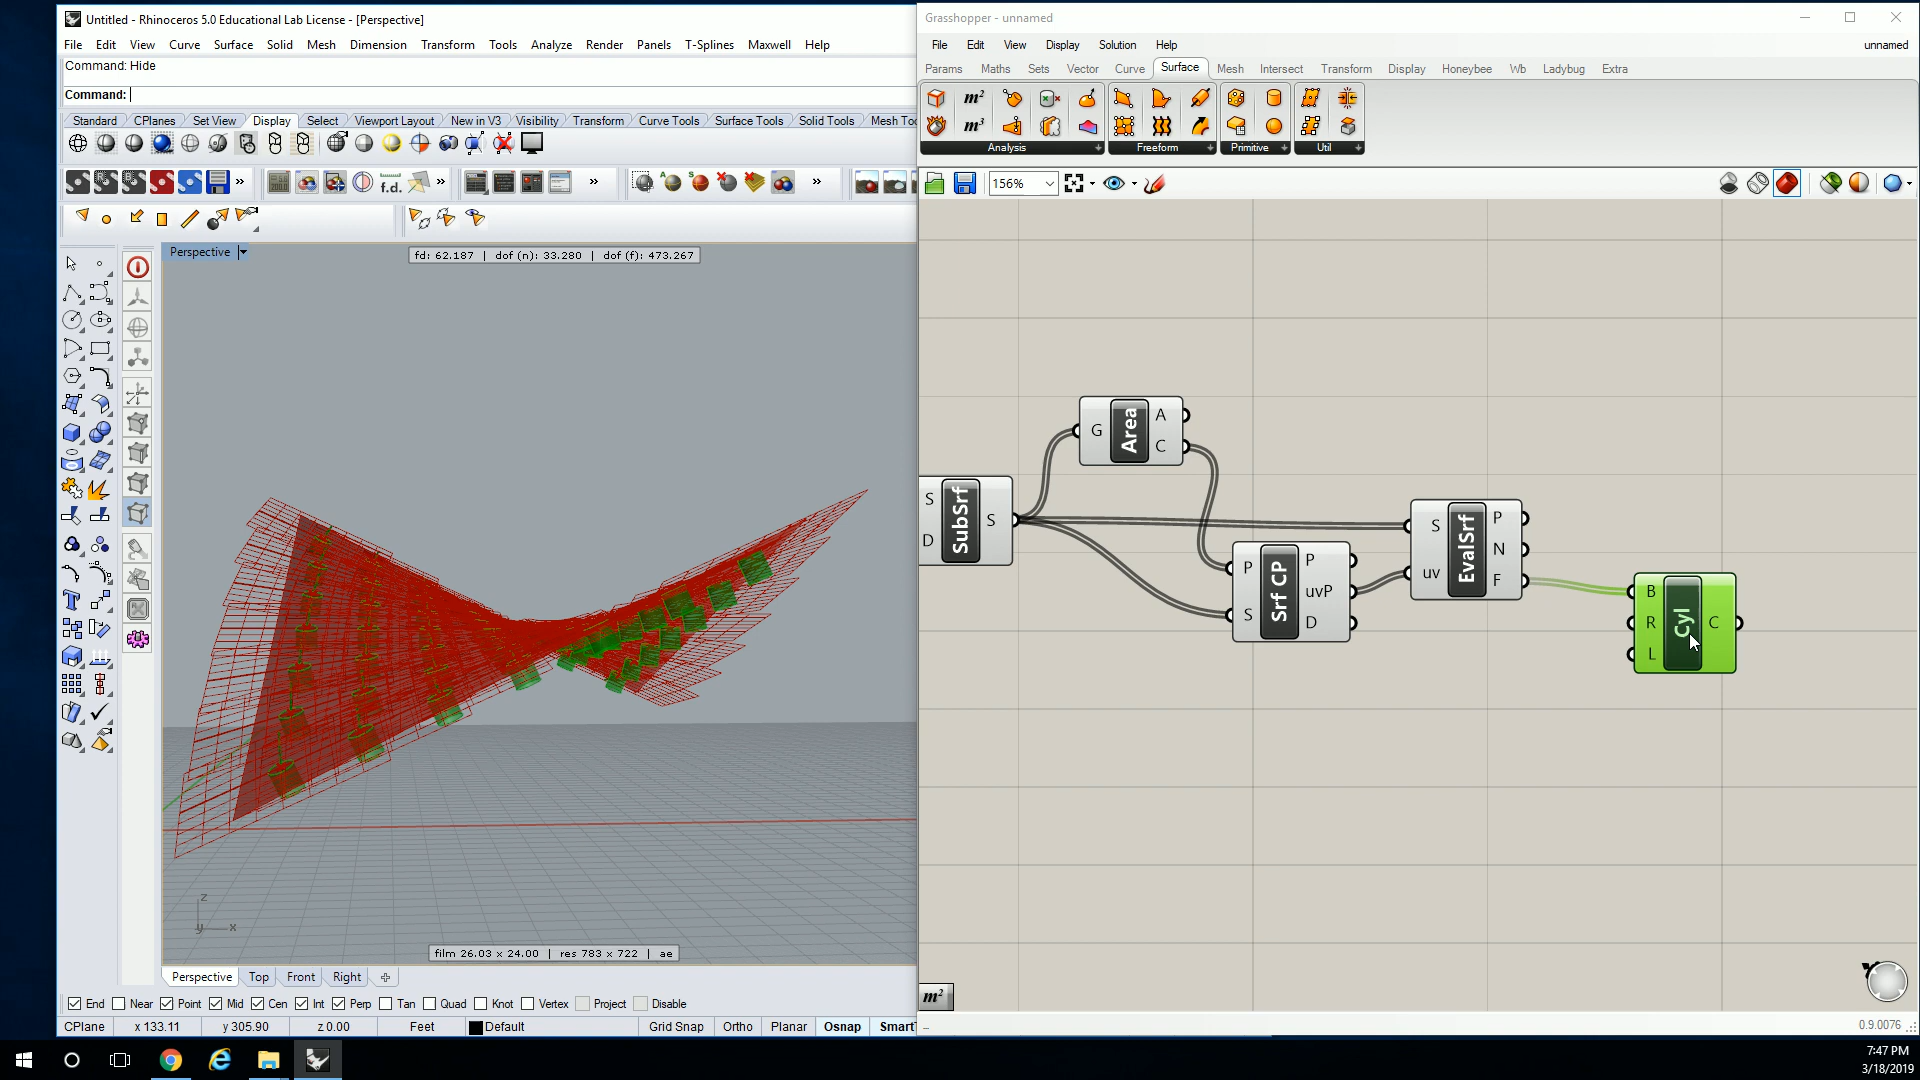 Untitled - Rhinoceros 5.0 Educational Lab License - [Perspective]
File Edit View Curve Surface Solid Mesh Dimension Transform Tools Analyze Render Panels T-Splines Maxwell Help
Command: Hide
Command:
Standard CPlanes Set View Display Select Viewport Layout New in V3 Visibility Transform Curve Tools Surface Tools Solid Tools Mesh Too
f.d.
Perspective
fd: 62.187 | dof (n): 33.280 | dof (f): 473.267
z
y x
film 26.03 x 24.00 | res 783 x 722 | ae
Perspective Top Front Right
End Near Point Mid Cen Int Perp Tan Quad Knot Vertex Project Disable
CPlane x 133.11 y 305.90 z 0.00 Feet Default Grid Snap Ortho Planar Osnap SmartT
Grasshopper - unnamed
File Edit View Display Solution Help unnamed
Params Maths Sets Vector Curve Surface Mesh Intersect Transform Display Honeybee Wb Ladybug Extra
m²
m³
Analysis Freeform Primitive Util
156%
G Area A C
S D SubSrf S
P S Srf CP P uvP D
S uv EvalSrf P N F
B R L Cyl C
m²
0.9.0076
7:47 PM
3/18/2019